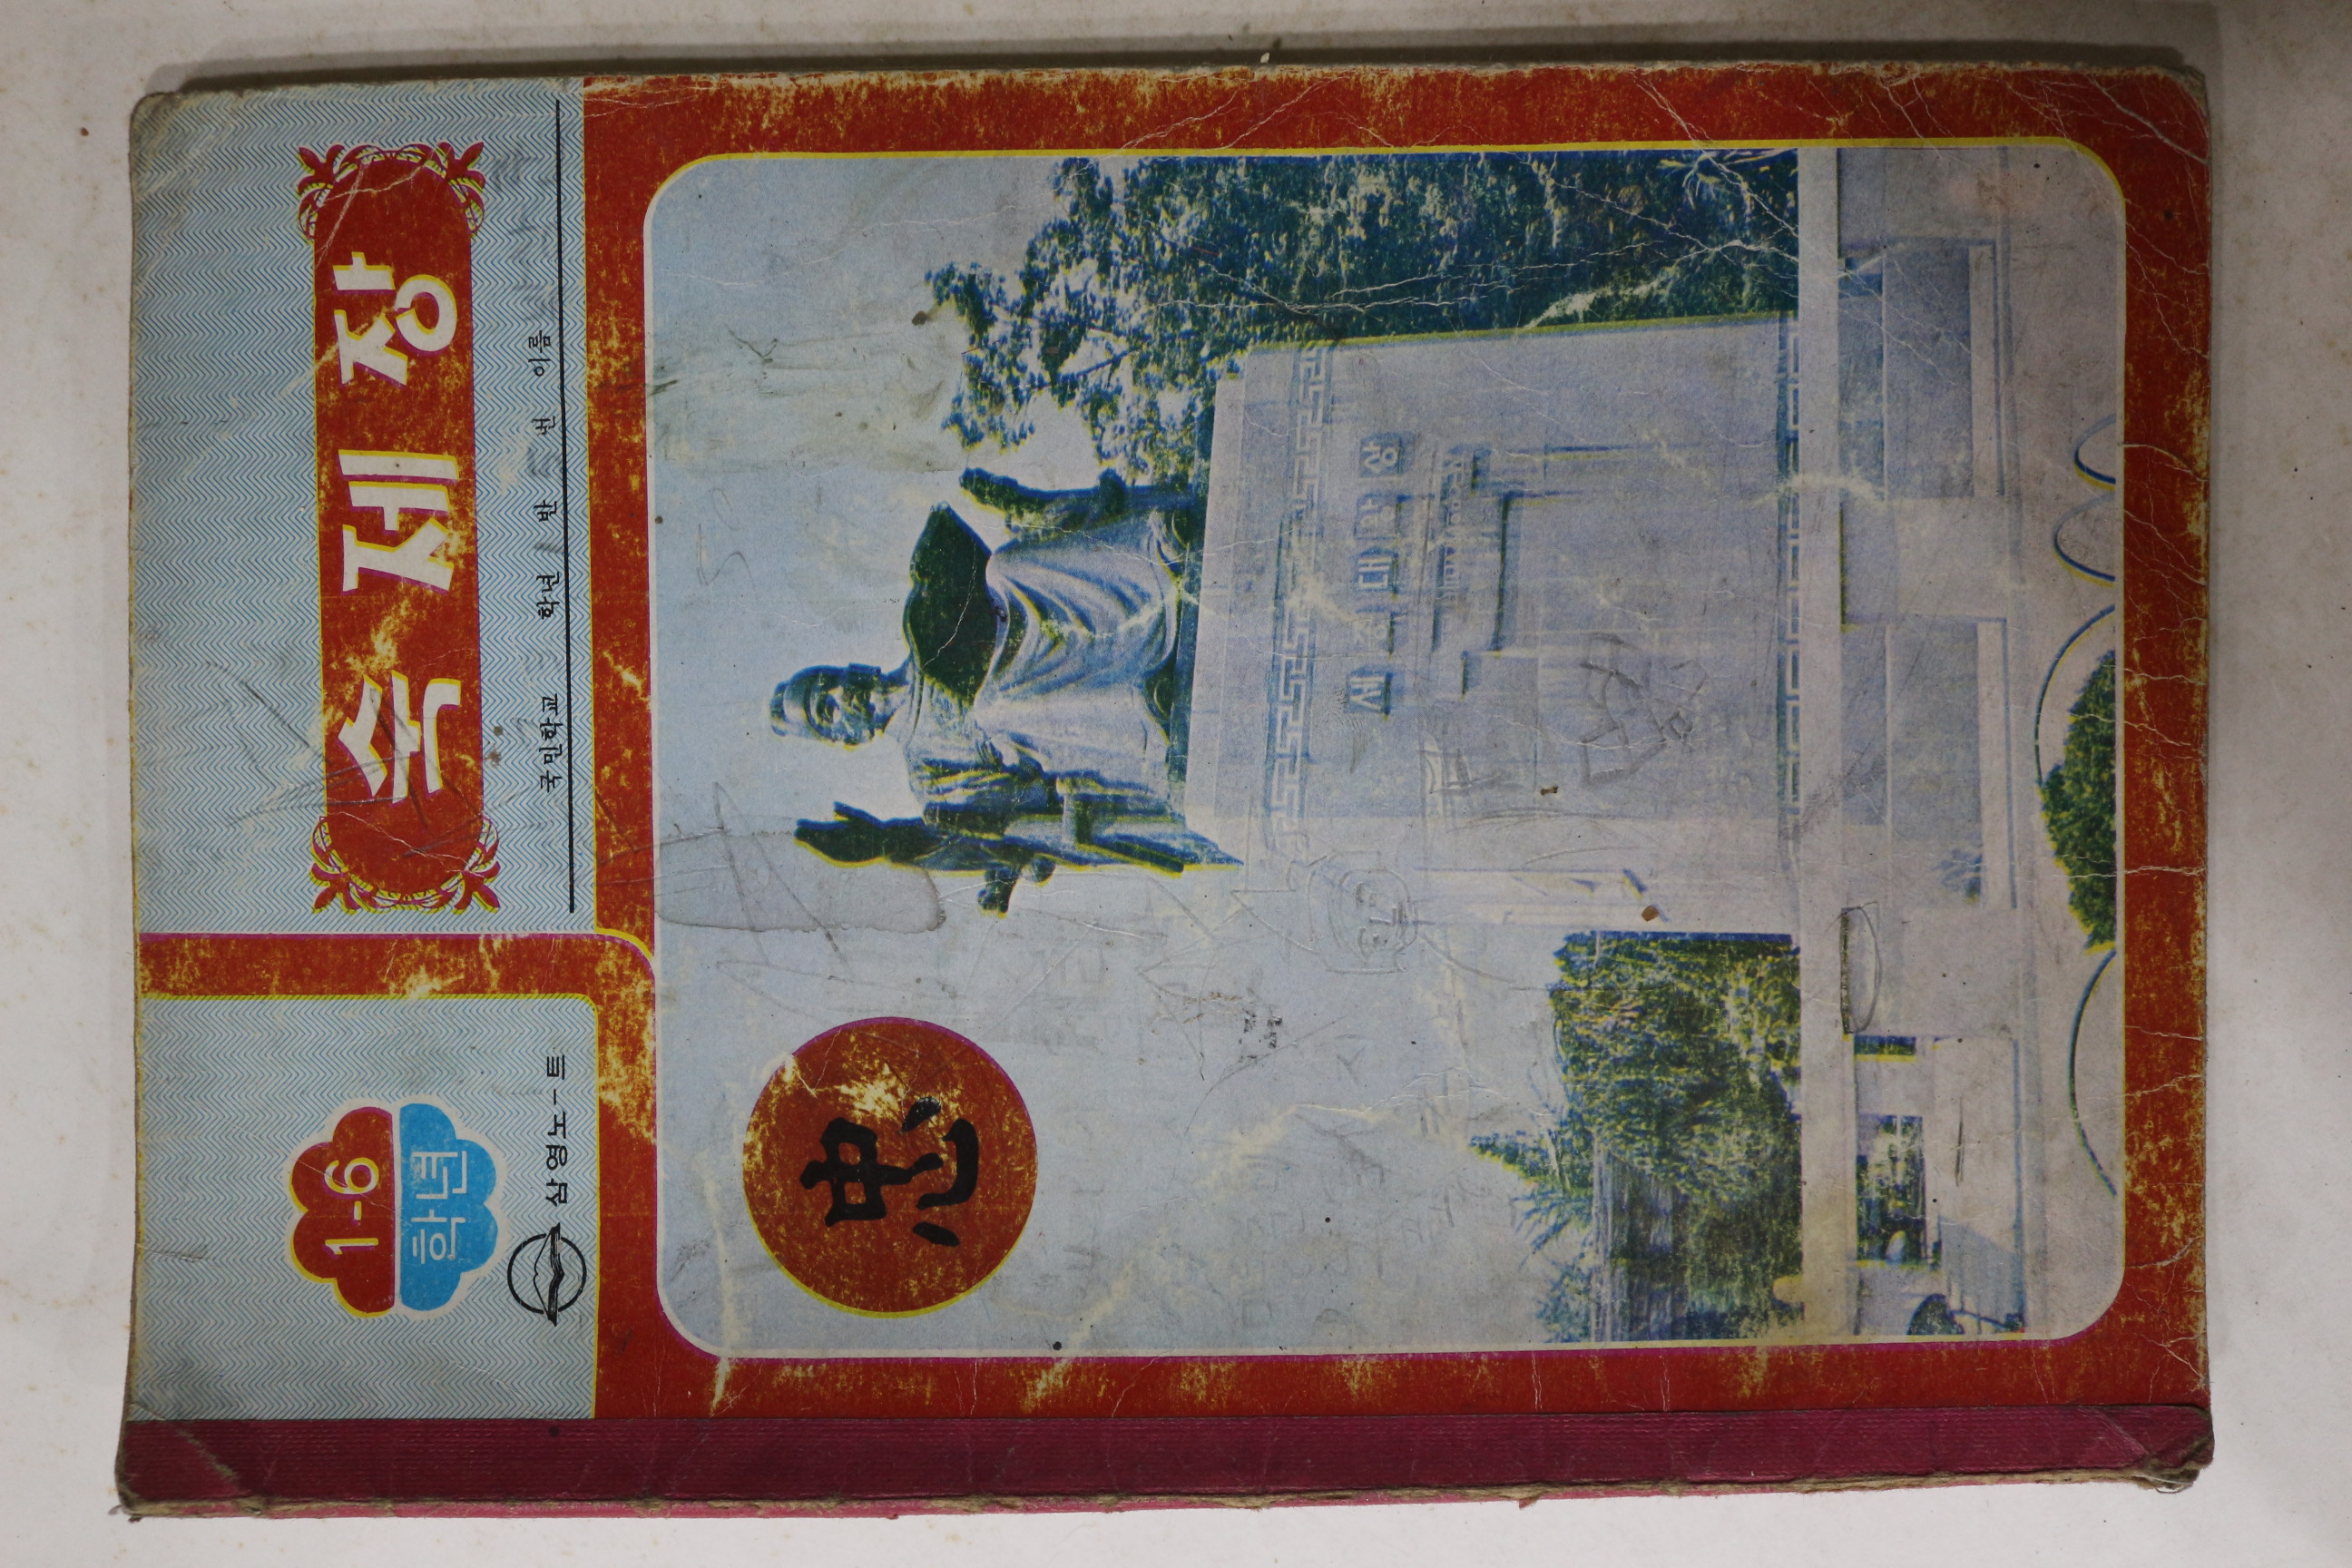 1-6
학년
숙제장
삼영노-트
국민학교 학년 반 번 이름
忠
세종대왕상